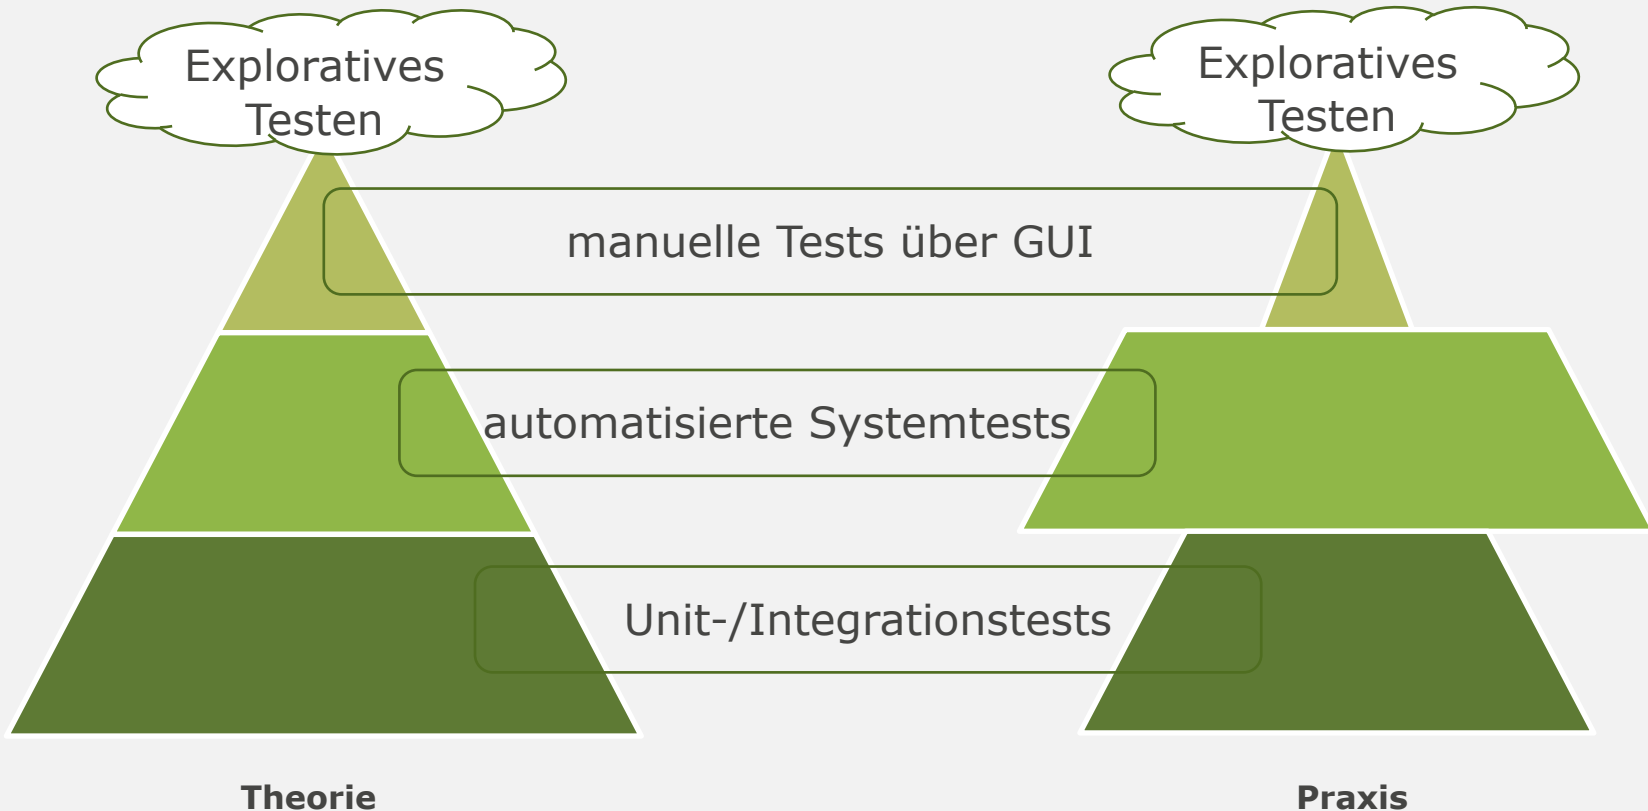 Exploratives
Testen
Exploratives
Testen
manuelle Tests über GUI
automatisierte Systemtests
Unit-/Integrationstests
Theorie
Praxis